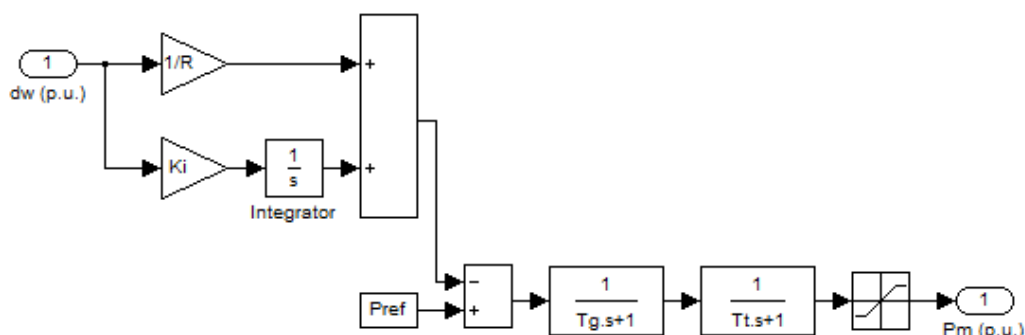 1
dw (p.u.)
1/R
+
Ki
1
s
Integrator
+
Pref
−
+
1
Tg.s+1
1
Tt.s+1
1
Pm (p.u.)